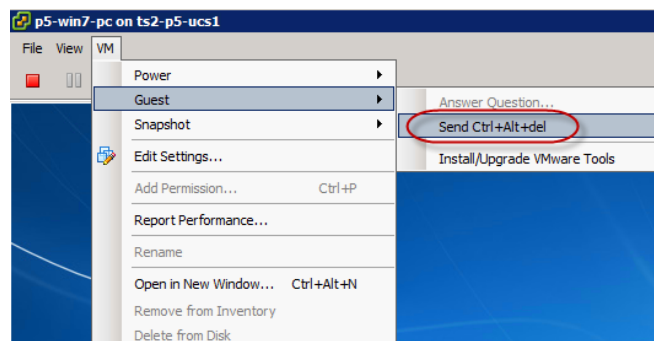 p5-win7-pc on ts2-p5-ucs1
File View VM
Power
Guest
Answer Question...
Snapshot
Send Ctrl+Alt+del
Edit Settings...
Install/Upgrade VMware Tools
Add Permission... Ctrl+P
Report Performance...
Rename
Open in New Window... Ctrl+Alt+N
Remove from Inventory
Delete from Disk